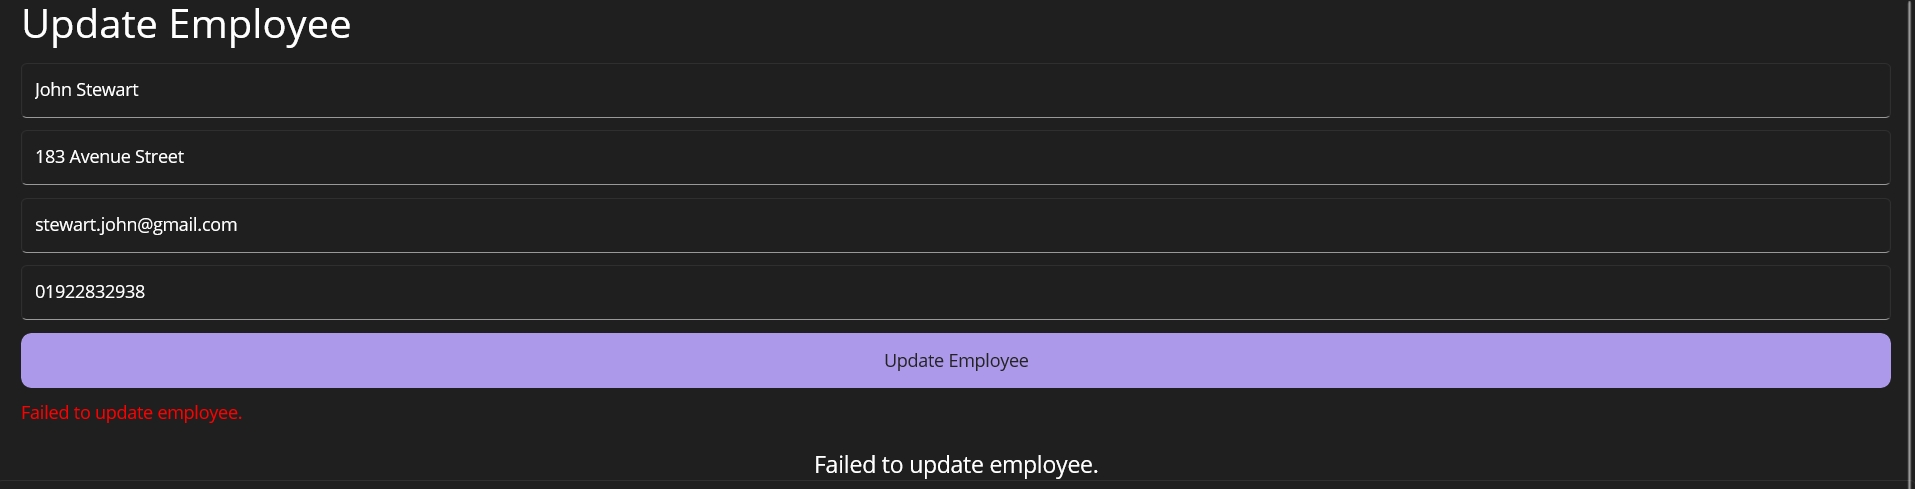 Update Employee
John Stewart
183 Avenue Street
stewart.john@gmail.com
01922832938
Update Employee
Failed to update employee.
Failed to update employee.